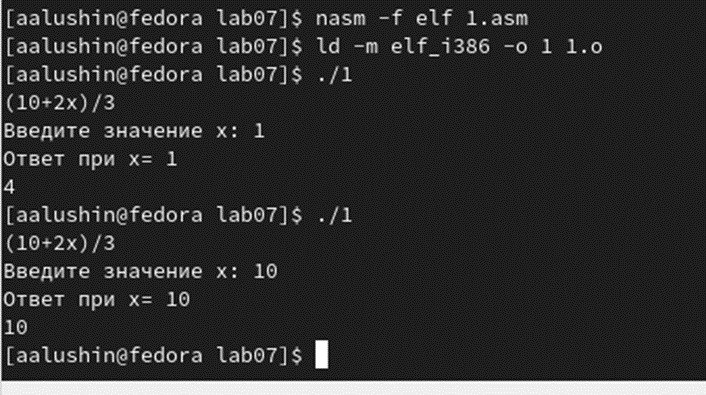 [aalushin@fedora lab07]$ nasm -f elf 1.asm
[aalushin@fedora lab07]$ ld -m elf_i386 -o 1 1.o
[aalushin@fedora lab07]$ ./1
(10+2x)/3
Введите значение x: 1
Ответ при x= 1
4
[aalushin@fedora lab07]$ ./1
(10+2x)/3
Введите значение x: 10
Ответ при x= 10
10
[aalushin@fedora lab07]$